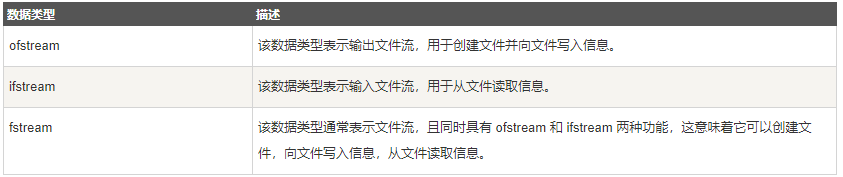 数据类型 描述
ofstream 该数据类型表示输出文件流，用于创建文件并向文件写入信息。
ifstream 该数据类型表示输入文件流，用于从文件读取信息。
fstream 该数据类型通常表示文件流，且同时具有 ofstream 和 ifstream 两种功能，这意味着它可以创建文
件，向文件写入信息，从文件读取信息。